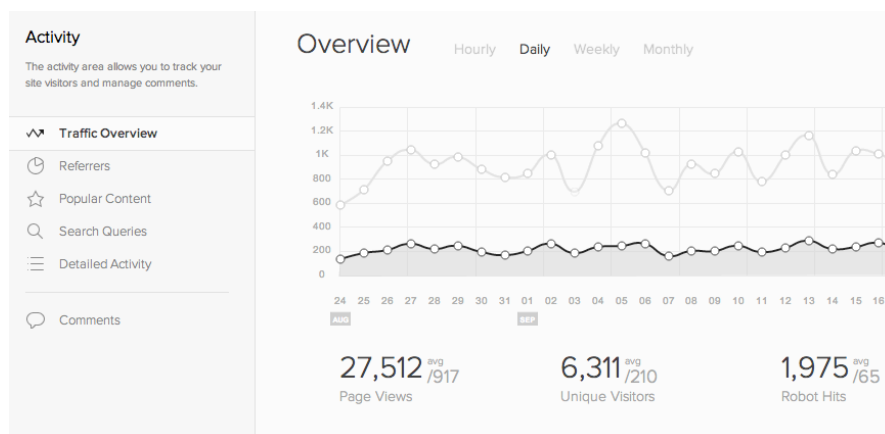 Activity
The activity area allows you to track your
site visitors and manage comments.
Traffic Overview
Referrers
Popular Content
Search Queries
Detailed Activity
Comments
Overview Hourly Daily Weekly Monthly
1.4K
1.2K
1K
800
600
400
200
0
24 25 26 27 28 29 30 31 01 02 03 04 05 06 07 08 09 10 11 12 13 14 15 16
AUG SEP
27,512 avg /917
Page Views
6,311 avg /210
Unique Visitors
1,975 avg /65
Robot Hits